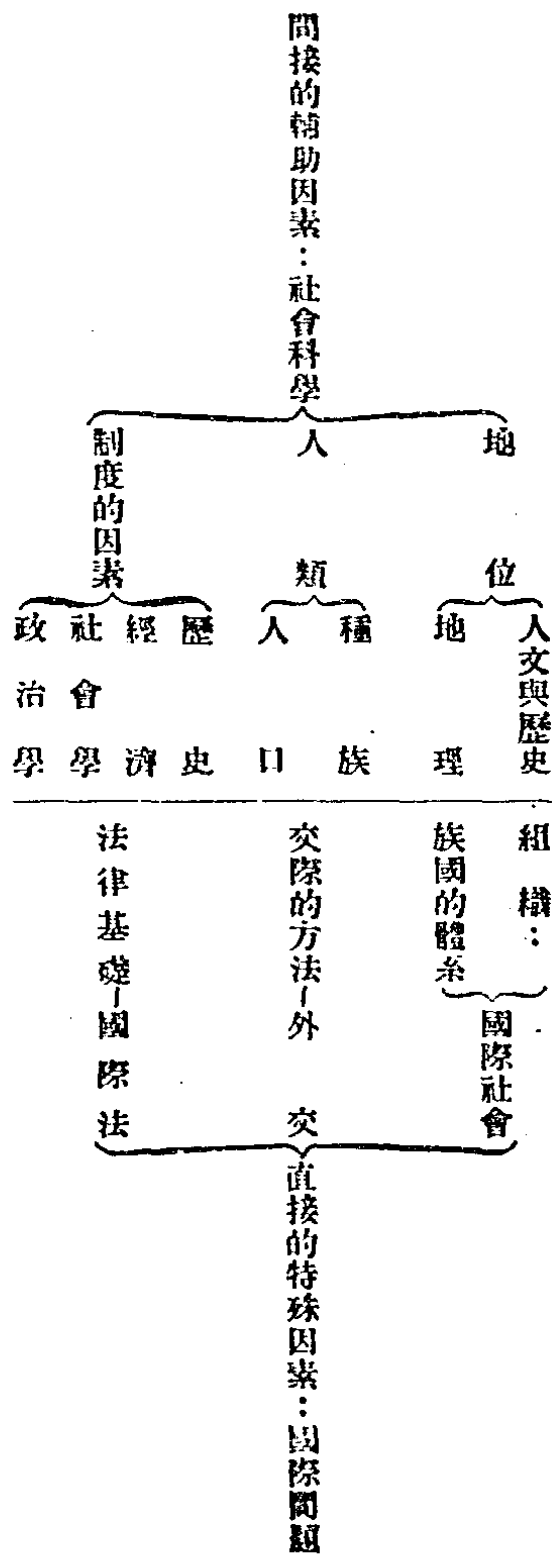 間接的輔助因素：社會科學
地位
人類
制度的因素
人文與歷史
地理
種族
人口
歷史
經濟
社會學
政治學
組織：
族國的體系
國際社會
交際的方法—外交
法律基礎—國際法
直接的特殊因素：國際問題